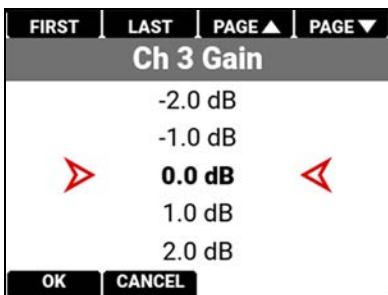 FIRST LAST PAGE▲ PAGE▼
Ch 3 Gain
-2.0 dB
-1.0 dB
0.0 dB
1.0 dB
2.0 dB
OK CANCEL